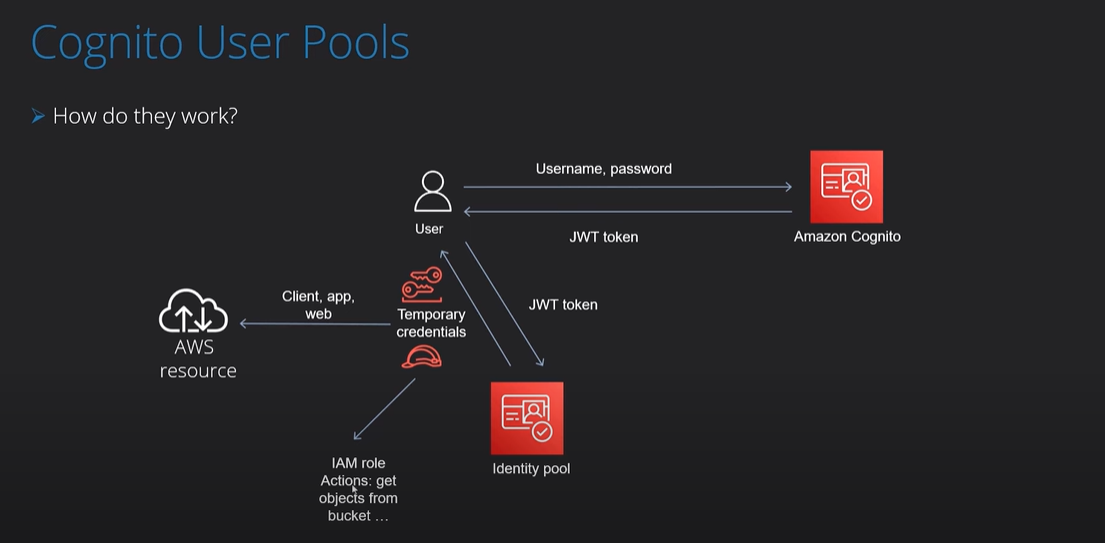 Cognito User Pools
How do they work?
Username, password
User
JWT token
Amazon Cognito
Client, app,
web
JWT token
Temporary
credentials
AWS
resource
IAM role
Actions: get
objects from
bucket ...
Identity pool